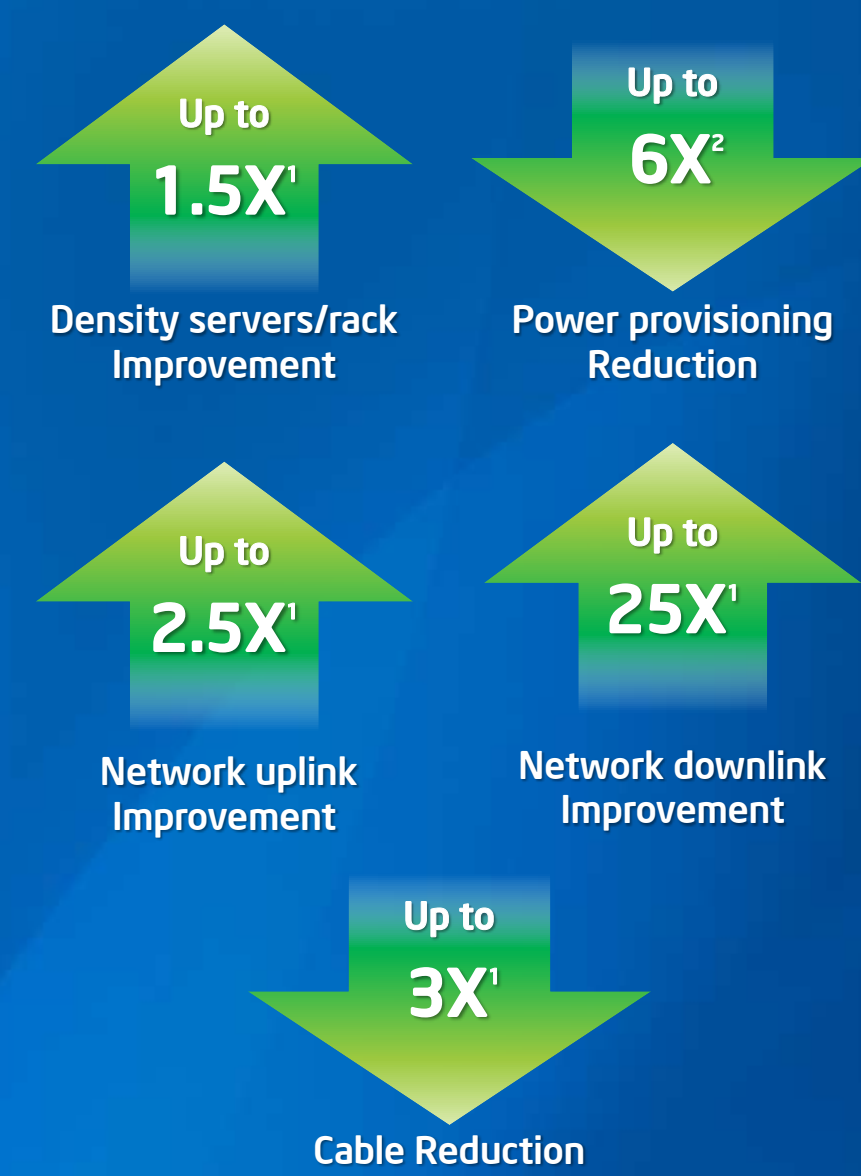 Up to
1.5X¹
Density servers/rack
Improvement
Up to
6X²
Power provisioning
Reduction
Up to
2.5X¹
Network uplink
Improvement
Up to
25X¹
Network downlink
Improvement
Up to
3X¹
Cable Reduction